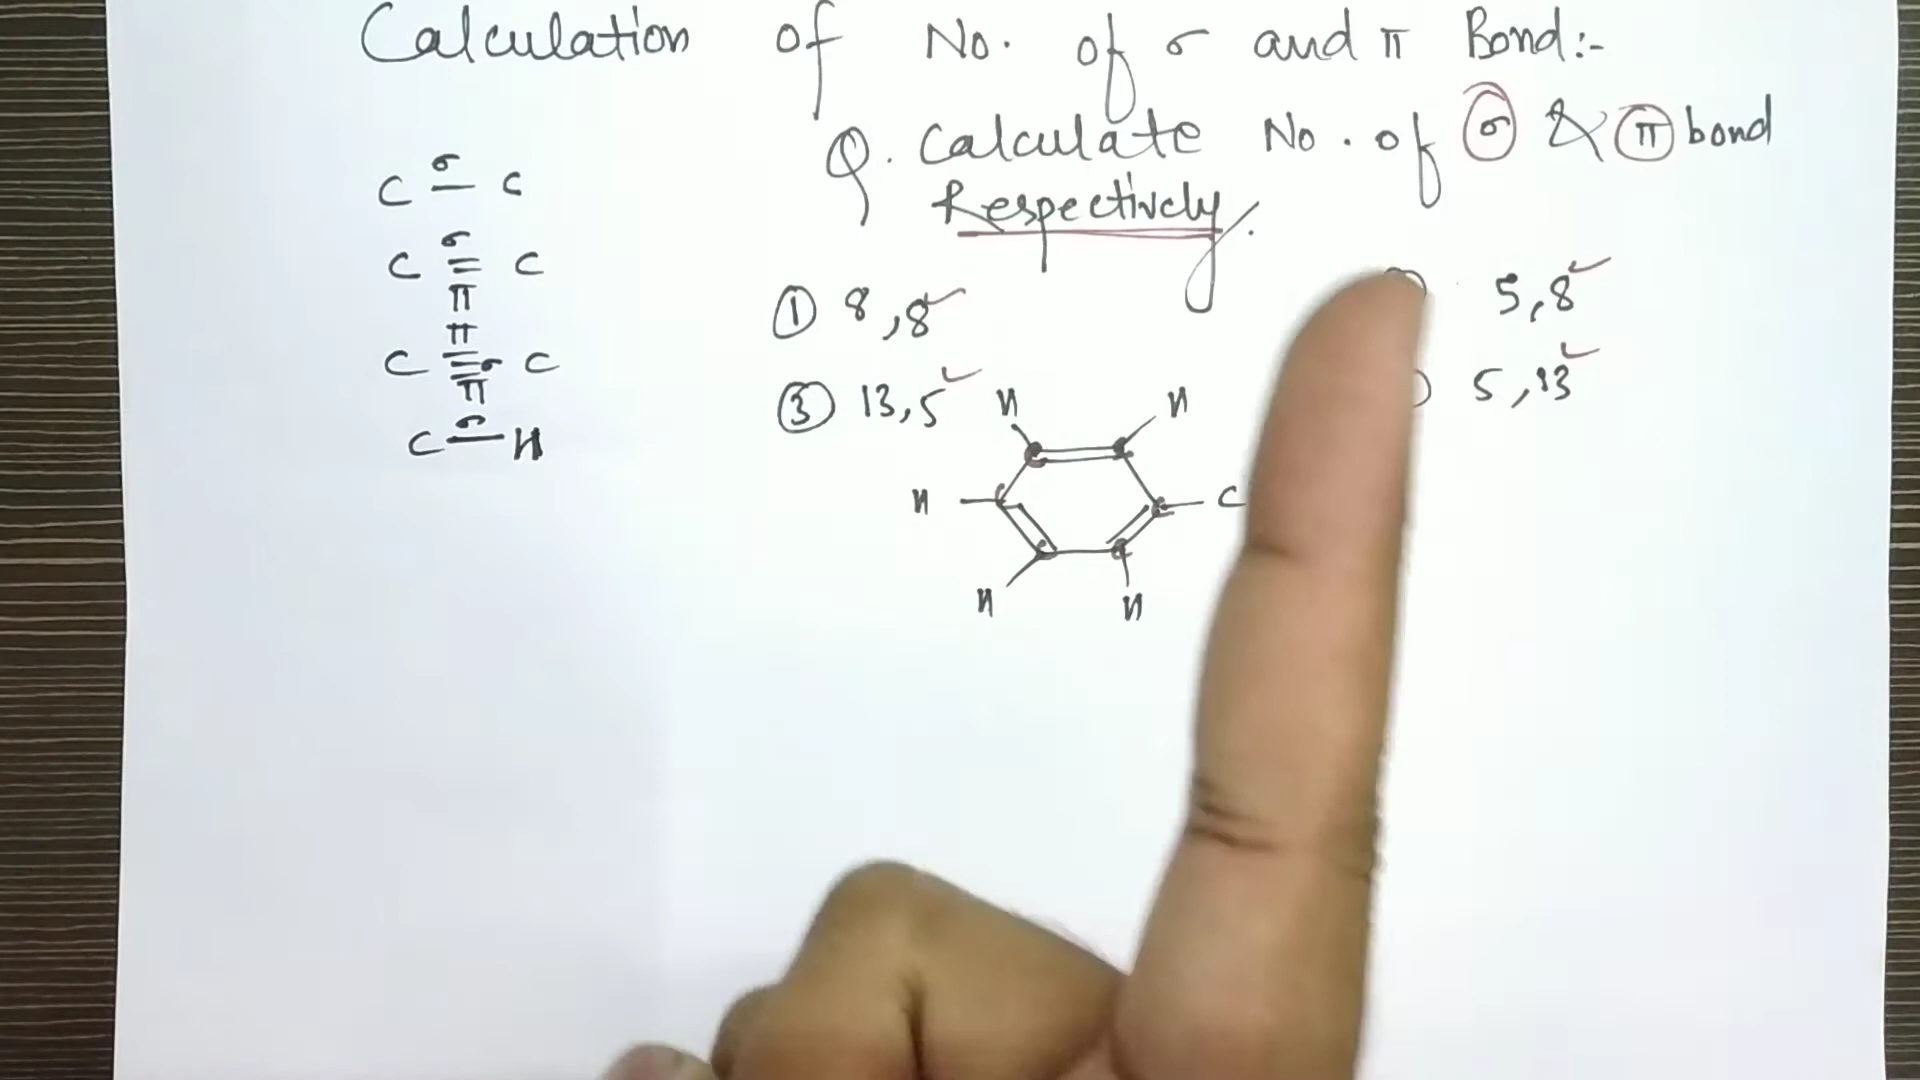 Calculation of No. of σ and π Bond:-
Q. Calculate No. of σ & π bond
Respectively.
C σ — C
C σ = π C
C π ≡ σ π C
C σ — H
① 8,8
5,8
③ 13,5
5,13
H H
H C
H H